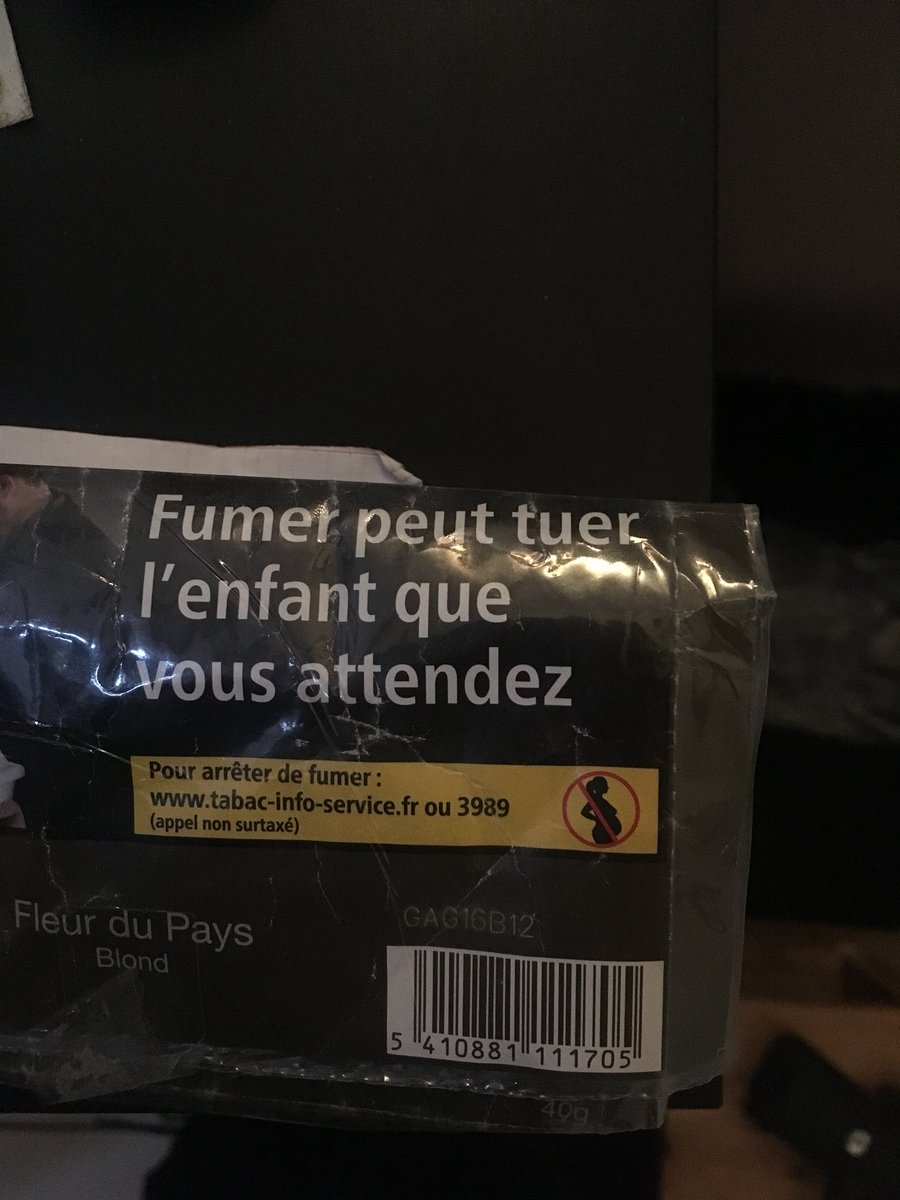 Fumer peut tuer
l'enfant que
vous attendez
Pour arrêter de fumer :
www.tabac-info-service.fr ou 3989
(appel non surtaxé)
Fleur du Pays
Blond
GAG16B12
5 410881 111705
40g